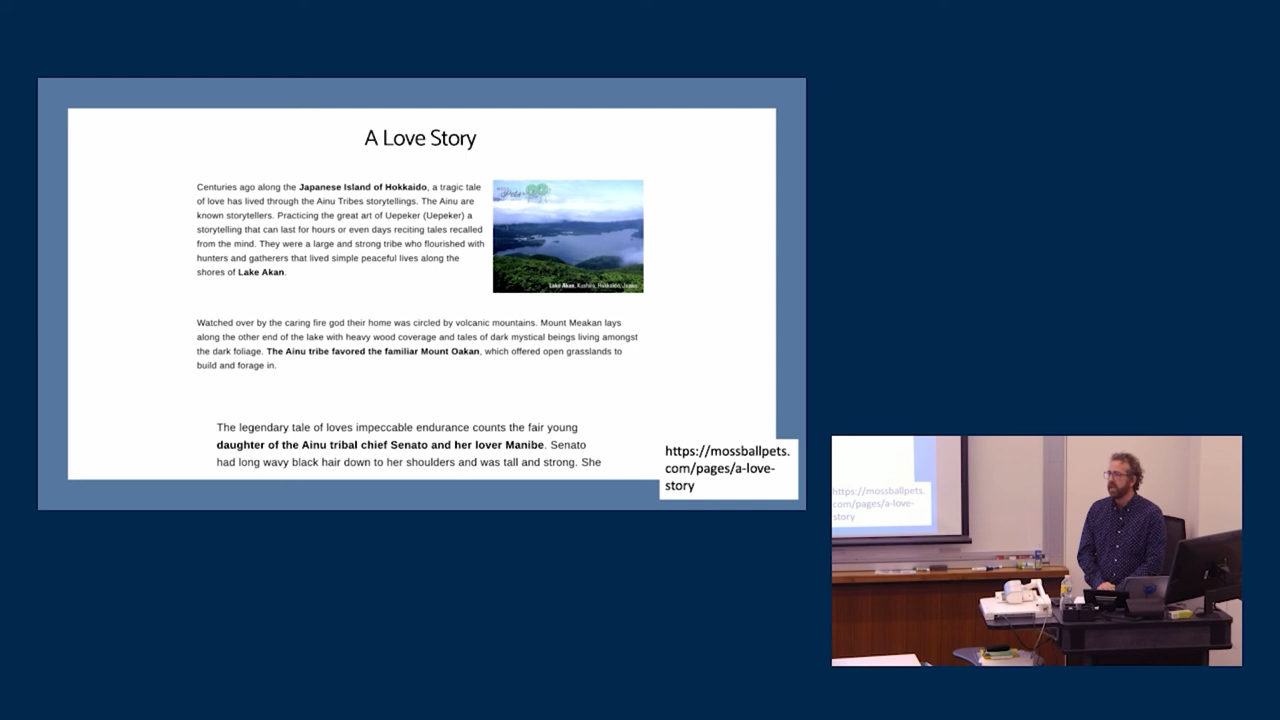 A Love Story
Centuries ago along the Japanese Island of Hokkaido, a tragic tale
of love has lived through the Ainu Tribes storytellings. The Ainu are
known storytellers. Practicing the great art of Uepeker (Uepeker) a
storytelling that can last for hours or even days reciting tales recalled
from the mind. They were a large and strong tribe who flourished with
hunters and gatherers that lived simple peaceful lives along the
shores of Lake Akan.
Lake Akan, Kushiro, Hokkaido, Japan
Watched over by the caring fire god their home was circled by volcanic mountains. Mount Meakan lays
along the other end of the lake with heavy wood coverage and tales of dark mystical beings living amongst
the dark foliage. The Ainu tribe favored the familiar Mount Oakan, which offered open grasslands to
build and forage in.
The legendary tale of loves impeccable endurance counts the fair young
daughter of the Ainu tribal chief Senato and her lover Manibe. Senato
had long wavy black hair down to her shoulders and was tall and strong. She
https://mossballpets.
com/pages/a-love-
story
https://mossballpets.
com/pages/a-love-
story